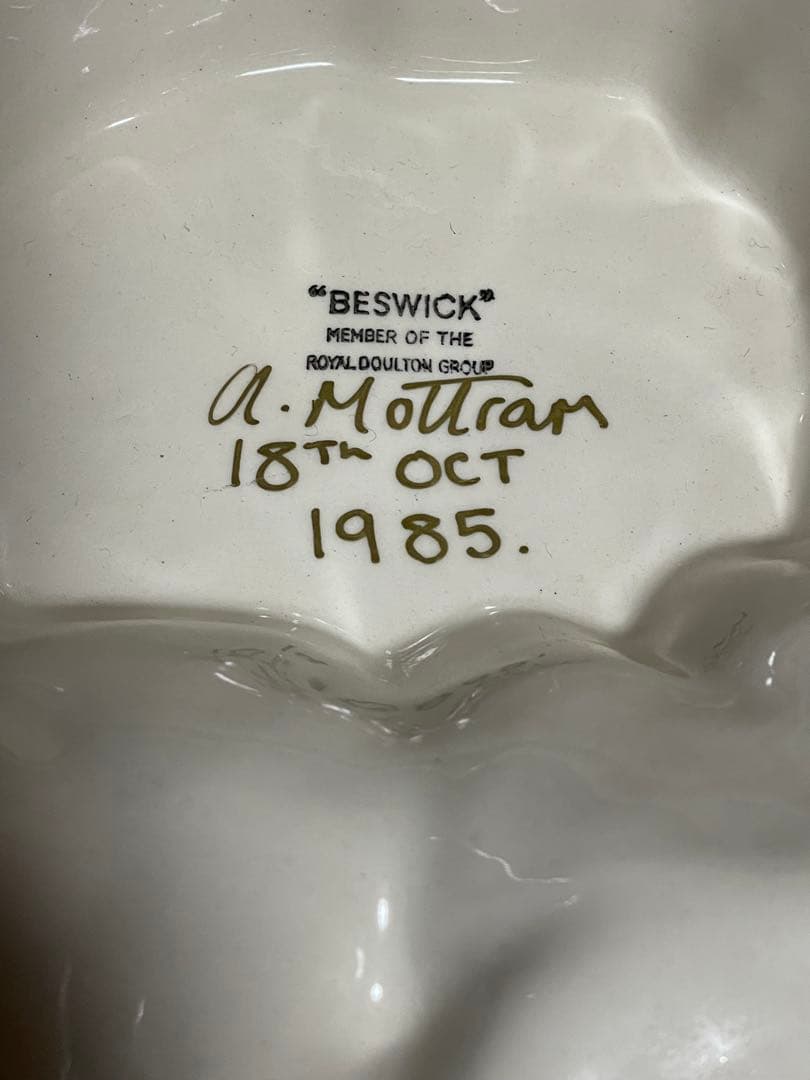 “BESWICK”
MEMBER OF THE
ROYAL DOULTON GROUP
A. Mottram
18TH OCT
1985.